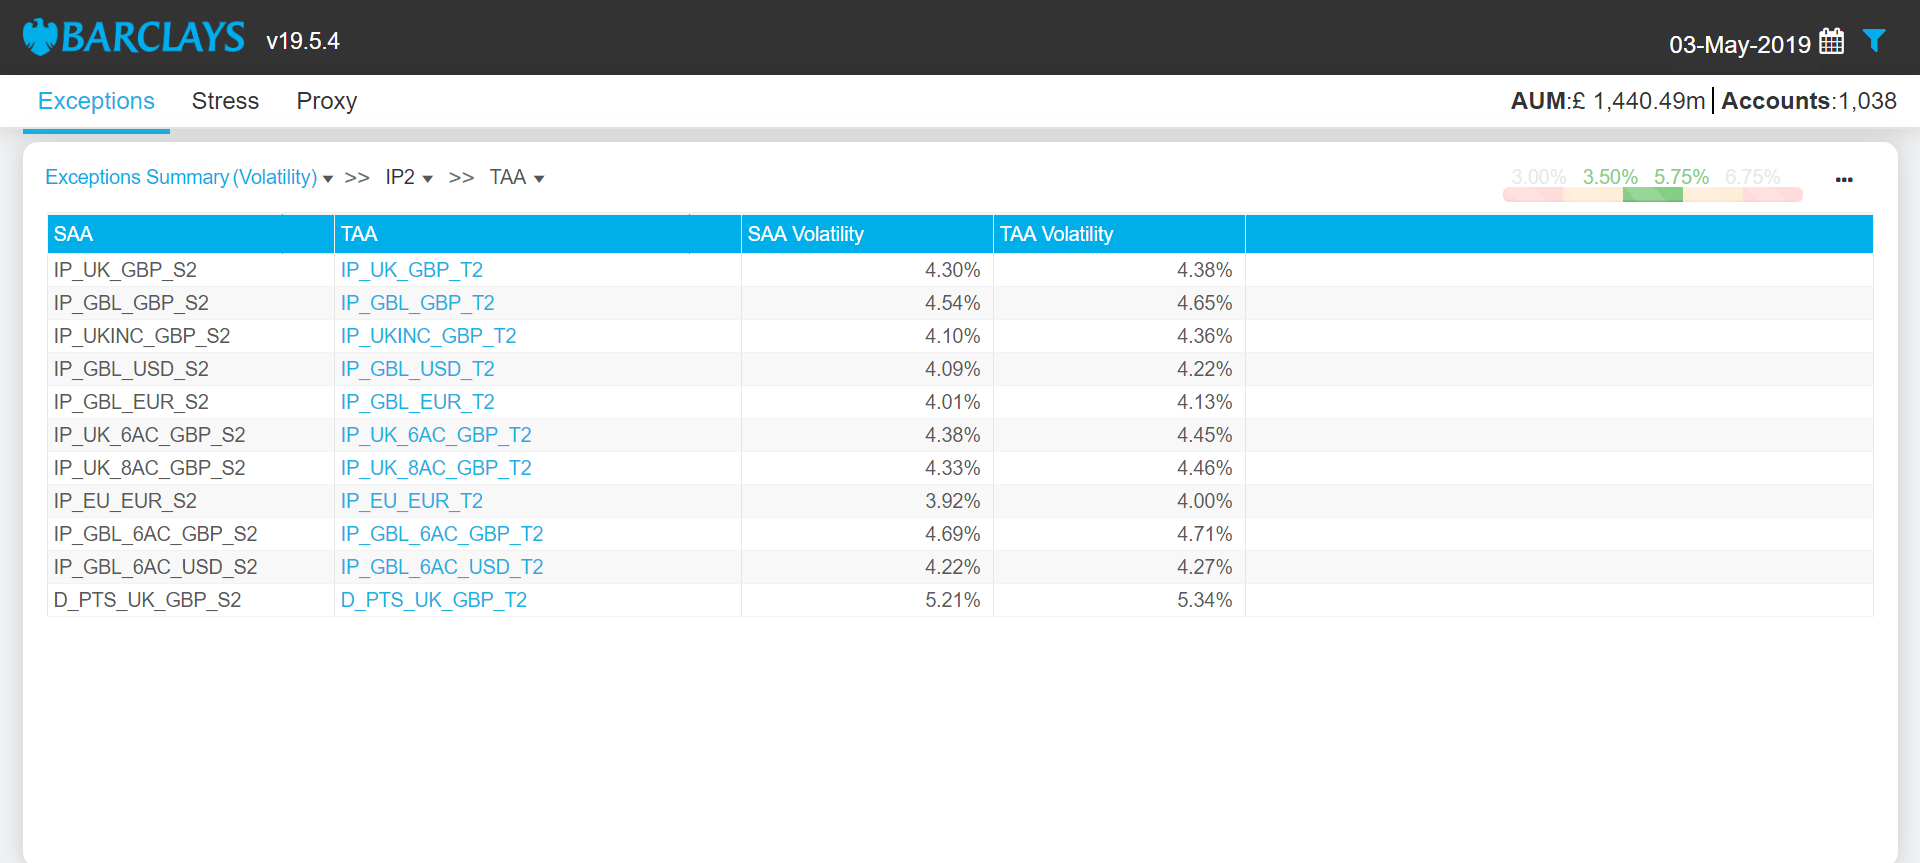 BARCLAYS v19.5.4 03-May-2019
Exceptions Stress Proxy AUM:£ 1,440.49m | Accounts:1,038
Exceptions Summary (Volatility) >> IP2 >> TAA 3.00% 3.50% 5.75% 6.75% ...
SAA TAA SAA Volatility TAA Volatility
IP_UK_GBP_S2 IP_UK_GBP_T2 4.30% 4.38%
IP_GBL_GBP_S2 IP_GBL_GBP_T2 4.54% 4.65%
IP_UKINC_GBP_S2 IP_UKINC_GBP_T2 4.10% 4.36%
IP_GBL_USD_S2 IP_GBL_USD_T2 4.09% 4.22%
IP_GBL_EUR_S2 IP_GBL_EUR_T2 4.01% 4.13%
IP_UK_6AC_GBP_S2 IP_UK_6AC_GBP_T2 4.38% 4.45%
IP_UK_8AC_GBP_S2 IP_UK_8AC_GBP_T2 4.33% 4.46%
IP_EU_EUR_S2 IP_EU_EUR_T2 3.92% 4.00%
IP_GBL_6AC_GBP_S2 IP_GBL_6AC_GBP_T2 4.69% 4.71%
IP_GBL_6AC_USD_S2 IP_GBL_6AC_USD_T2 4.22% 4.27%
D_PTS_UK_GBP_S2 D_PTS_UK_GBP_T2 5.21% 5.34%